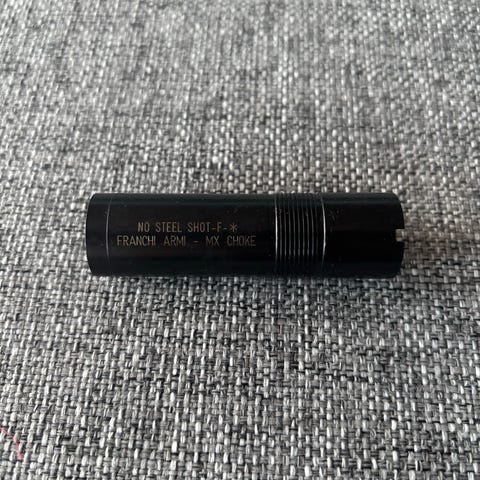 NO STEEL SHOT-F-*
FRANCHI ARMI - MX CHOKE